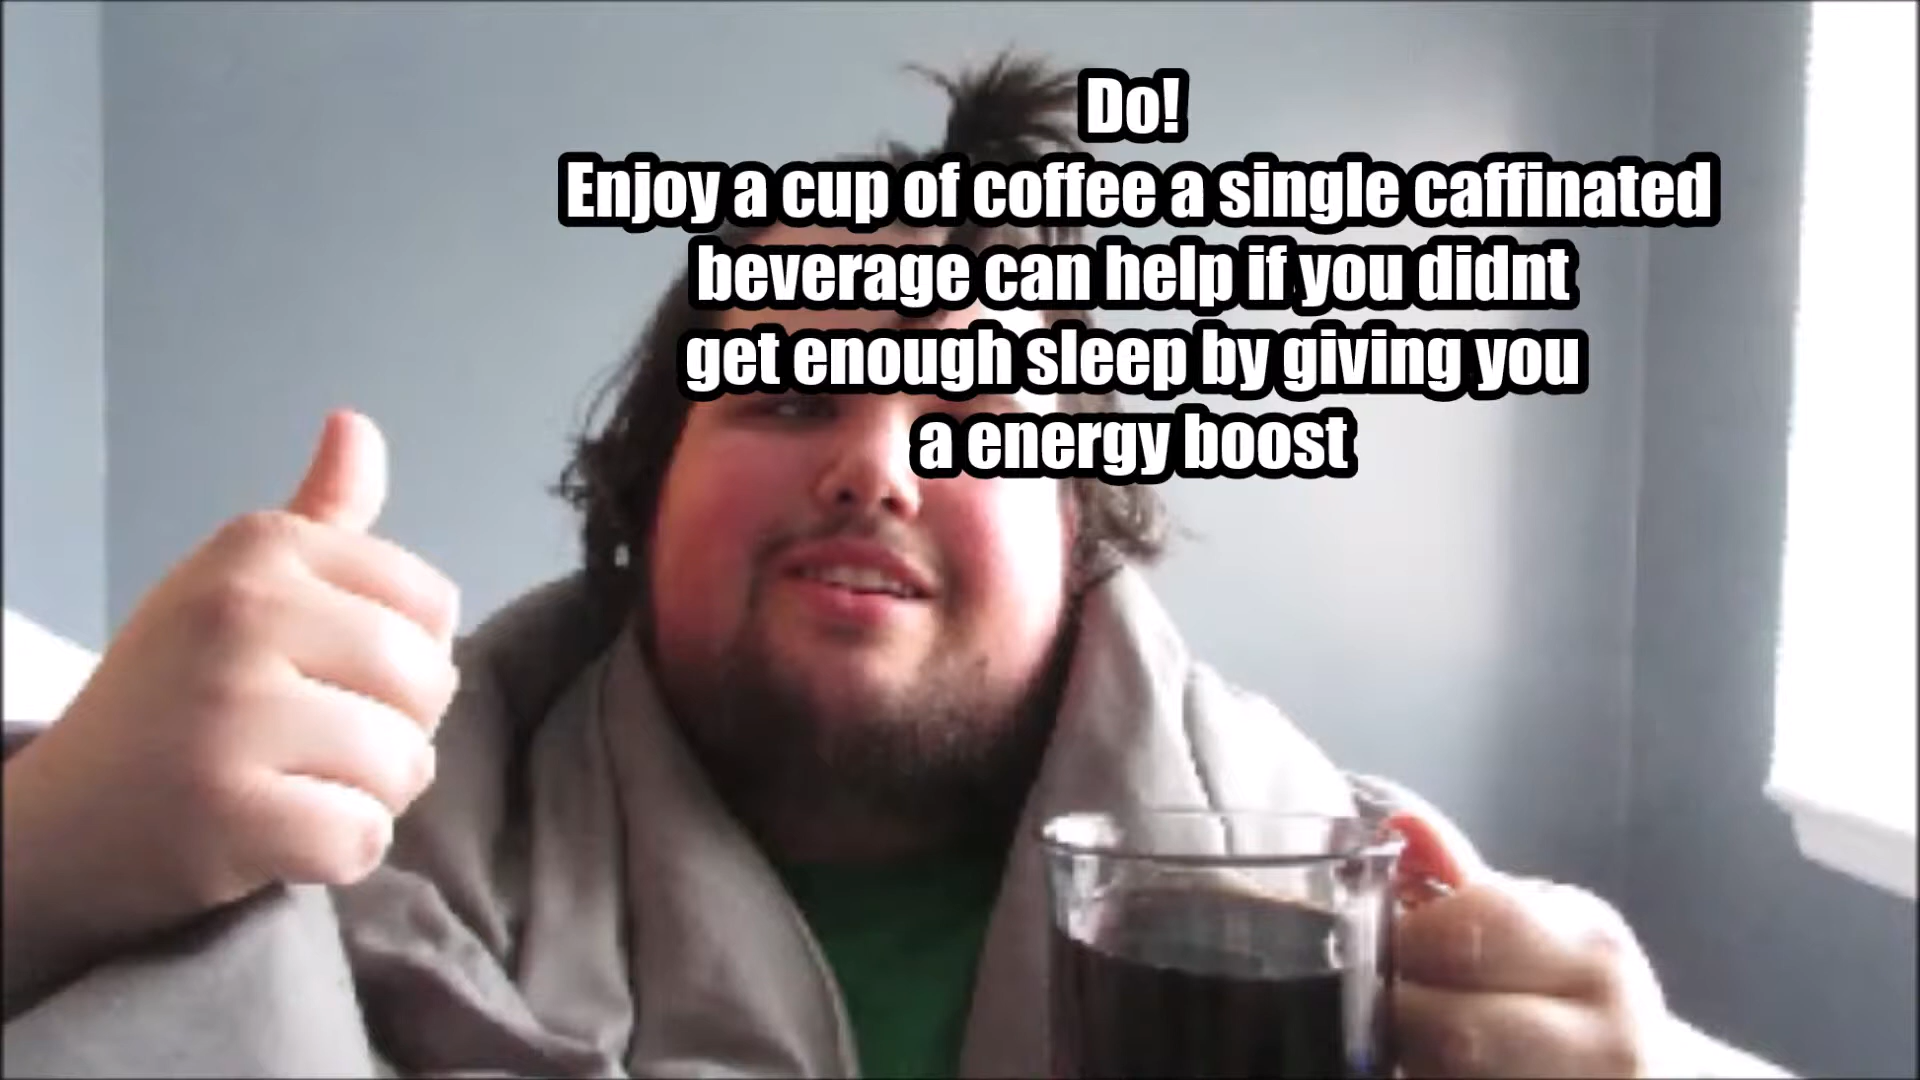 Do!
Enjoy a cup of coffee a single caffinated
beverage can help if you didnt
get enough sleep by giving you
a energy boost